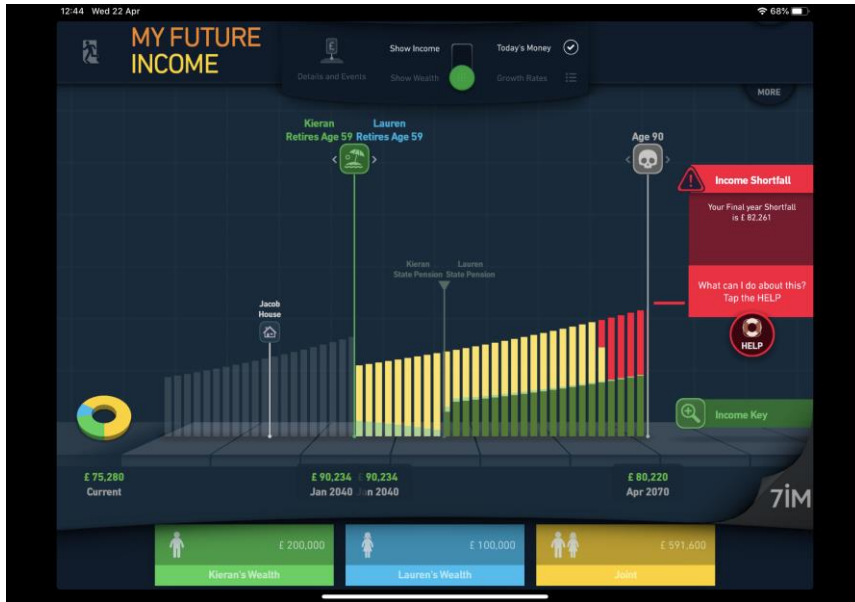 12:44 Wed 22 Apr
68%
MY FUTURE
INCOME
£
Details and Events
Show Income
Show Wealth
Today's Money
Growth Rates
MORE
Kieran
Retires Age 59
Lauren
Retires Age 59
Age 90
Income Shortfall
Your Final year Shortfall
is £ 82,261
Kieran
State Pension
Lauren
State Pension
What can I do about this?
Tap the HELP
HELP
Jacob
House
Income Key
£ 75,280
Current
£ 90,234
Jan 2040
£ 90,234
Jan 2040
£ 80,220
Apr 2070
7iM
£ 200,000
Kieran's Wealth
£ 100,000
Lauren's Wealth
£ 591,600
Joint